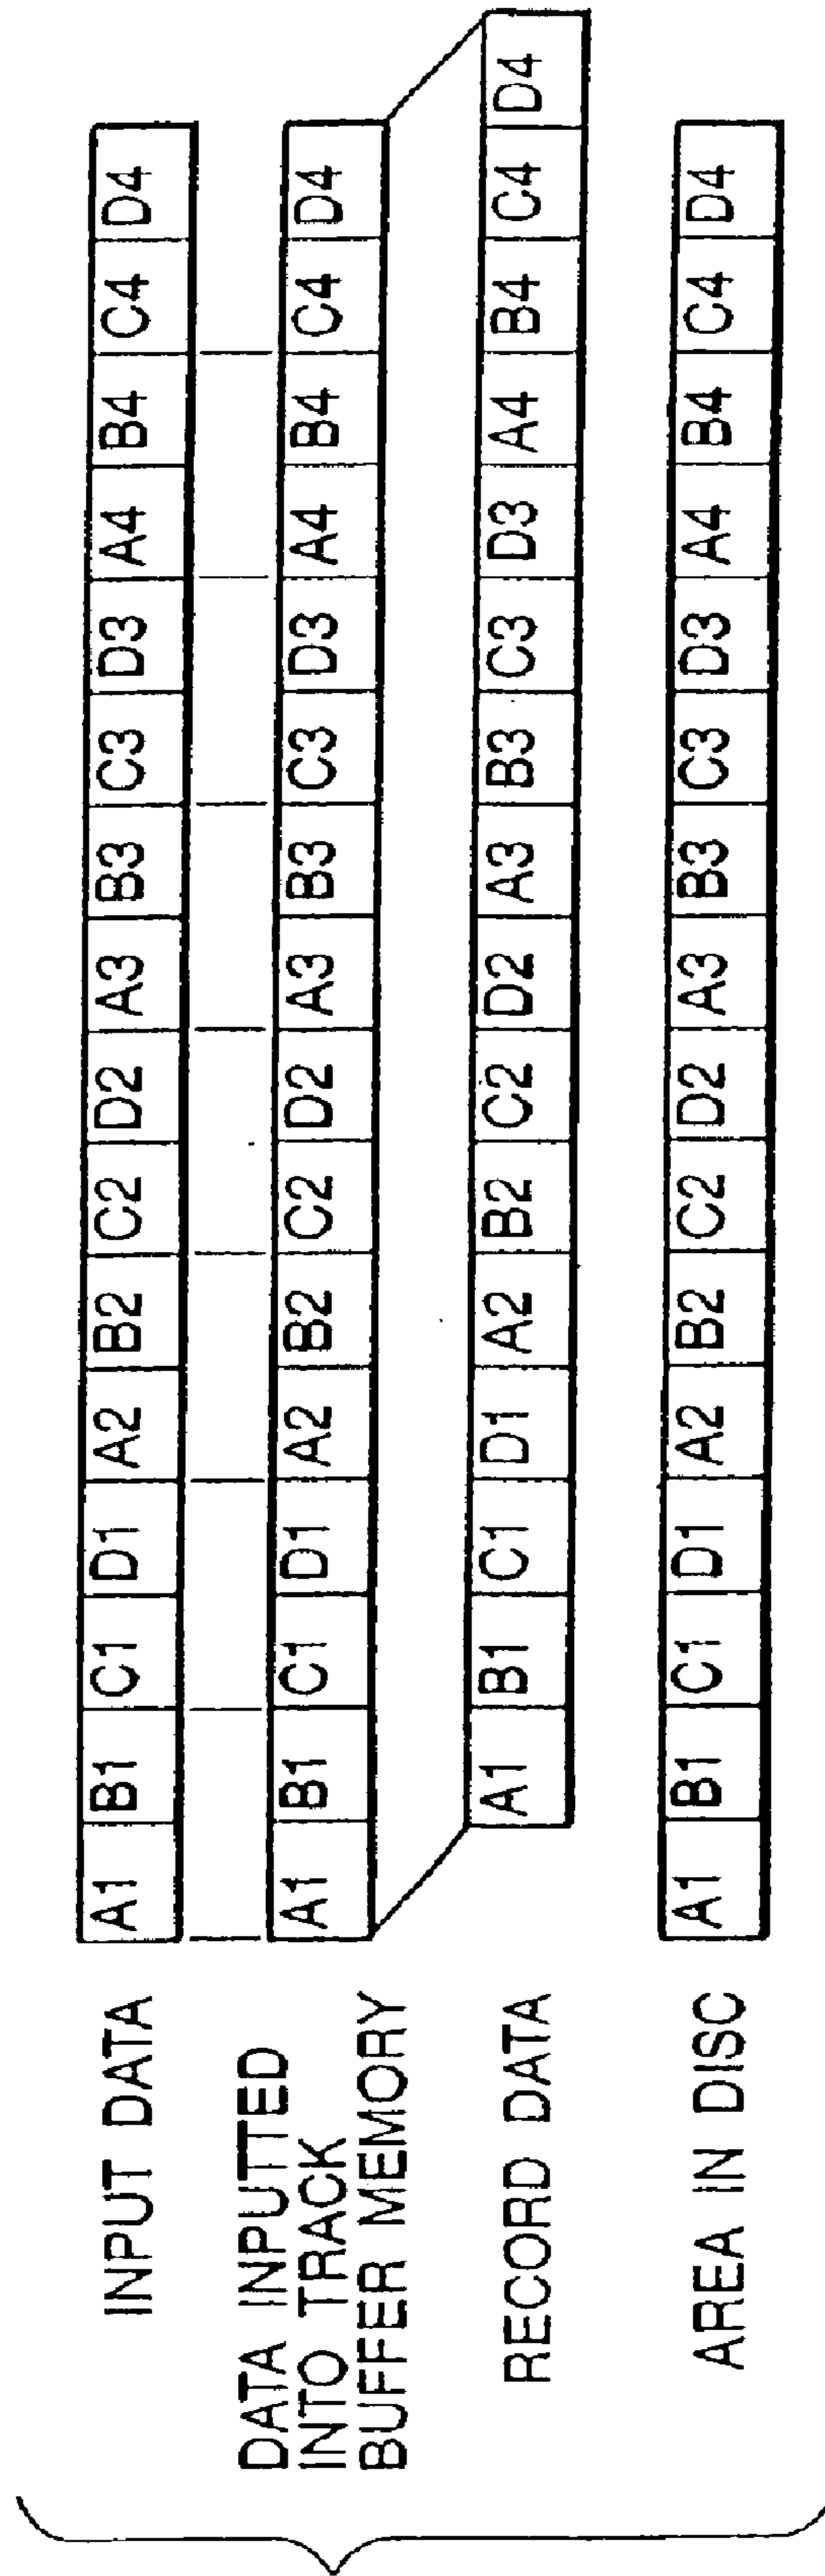 INPUT DATA
A1 B1 C1 D1 A2 B2 C2 D2 A3 B3 C3 D3 A4 B4 C4 D4
DATA INPUTTED
INTO TRACK
BUFFER MEMORY
A1 B1 C1 D1 A2 B2 C2 D2 A3 B3 C3 D3 A4 B4 C4 D4
RECORD DATA
A1 B1 C1 D1 A2 B2 C2 D2 A3 B3 C3 D3 A4 B4 C4 D4
AREA IN DISC
A1 B1 C1 D1 A2 B2 C2 D2 A3 B3 C3 D3 A4 B4 C4 D4